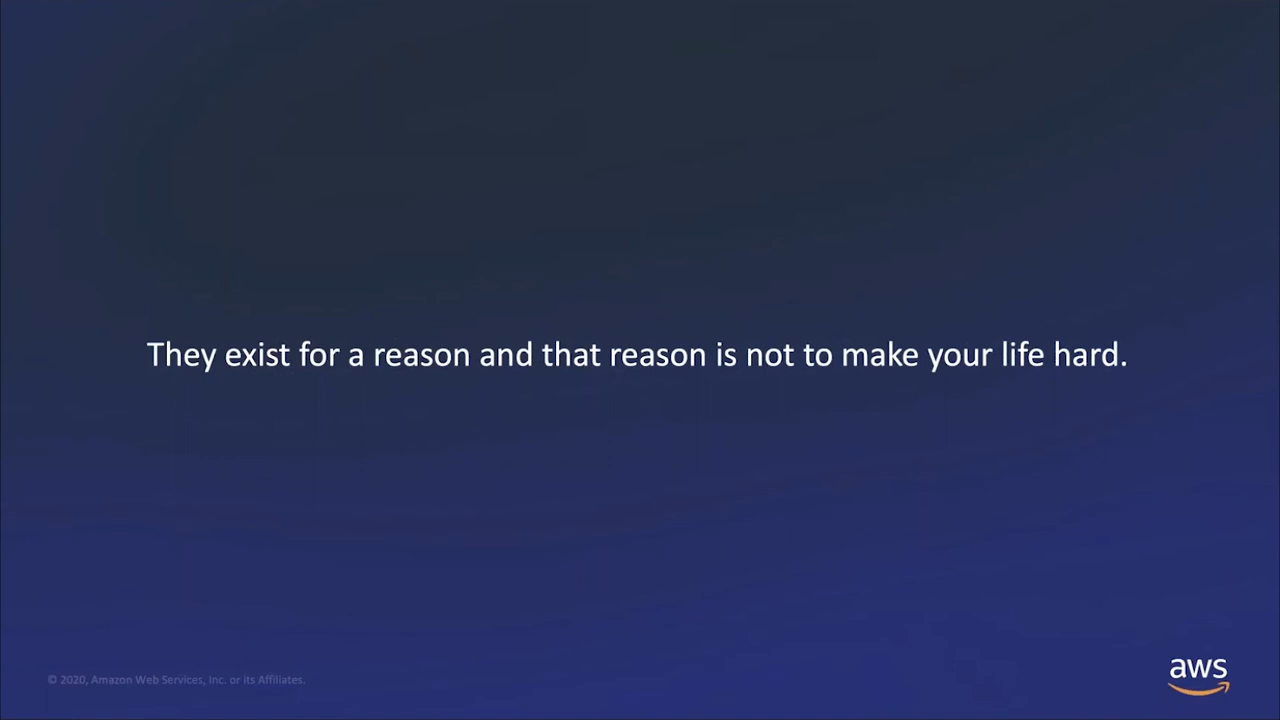 They exist for a reason and that reason is not to make your life hard.
© 2020, Amazon Web Services, Inc. or its Affiliates.
aws